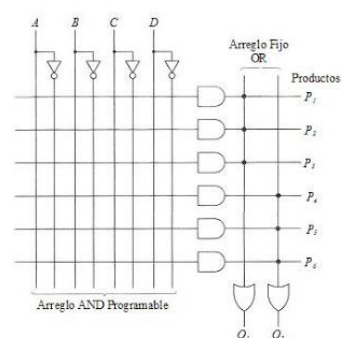 A B C D
Arreglo Fijo
OR
Productos
P1
P2
P3
P4
P5
P6
Arreglo AND Programable